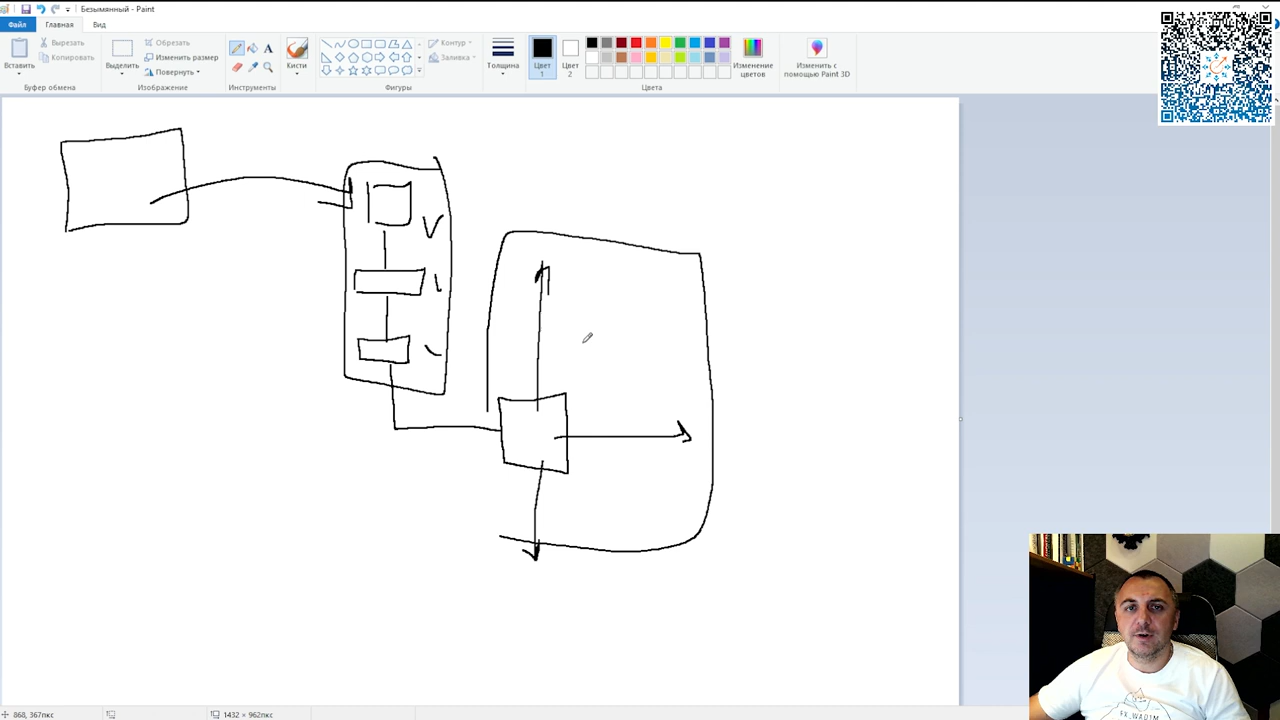 Безымянный - Paint
Файл
Главная
Вид
Вставить
Вырезать
Копировать
Буфер обмена
Выделить
Обрезать
Изменить размер
Повернуть
Изображение
A
Инструменты
Кисти
Контур
Заливка
Фигуры
Толщина
Цвет
1
Цвет
2
Изменение
цветов
Цвета
Изменить с
помощью Paint 3D
V
FX_WADIM
868, 367пкс
1432 × 962пкс